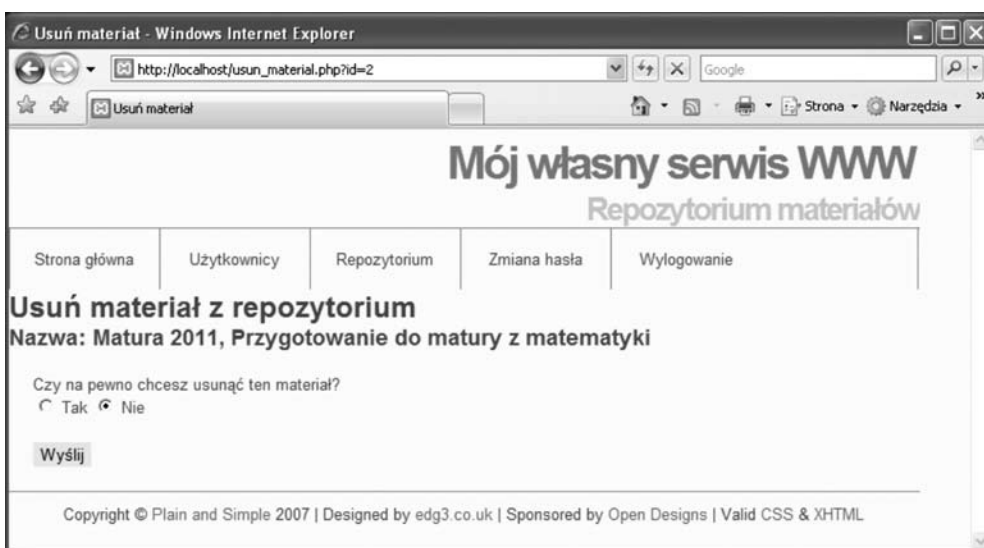 Usuń materiał - Windows Internet Explorer
http://localhost/usun_material.php?id=2
Google
Usuń materiał
Strona
Narzędzia
Mój własny serwis WWW
Repozytorium materiałów
Strona główna
Użytkownicy
Repozytorium
Zmiana hasła
Wylogowanie
Usuń materiał z repozytorium
Nazwa: Matura 2011, Przygotowanie do matury z matematyki
Czy na pewno chcesz usunąć ten materiał?
Tak Nie
Wyślij
Copyright © Plain and Simple 2007 | Designed by edg3.co.uk | Sponsored by Open Designs | Valid CSS & XHTML